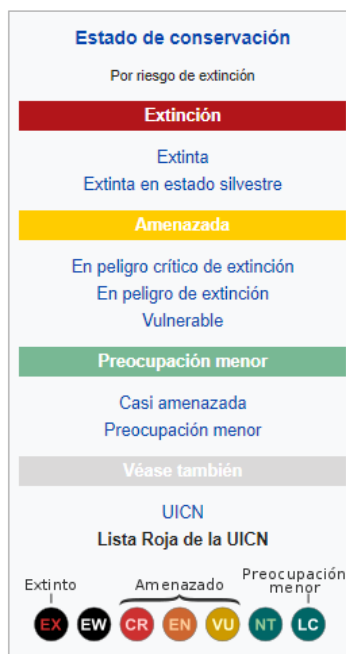 Estado de conservación
Por riesgo de extinción
Extinción
Extinta
Extinta en estado silvestre
Amenazada
En peligro crítico de extinción
En peligro de extinción
Vulnerable
Preocupación menor
Casi amenazada
Preocupación menor
Véase también
UICN
Lista Roja de la UICN
Extinto
Amenazado
Preocupación
menor
EX EW CR EN VU NT LC